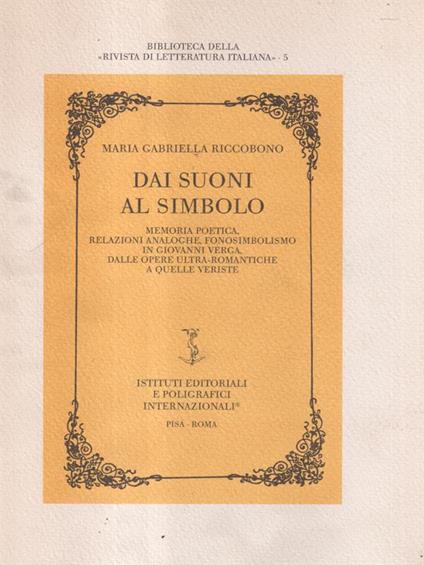 BIBLIOTECA DELLA
«RIVISTA DI LETTERATURA ITALIANA» · 5
MARIA GABRIELLA RICCOBONO
DAI SUONI
AL SIMBOLO
MEMORIA POETICA,
RELAZIONI ANALOGHE, FONOSIMBOLISMO
IN GIOVANNI VERGA,
DALLE OPERE ULTRA-ROMANTICHE
A QUELLE VERISTE
ISTITUTI EDITORIALI
E POLIGRAFICI
INTERNAZIONALI®
PISA · ROMA